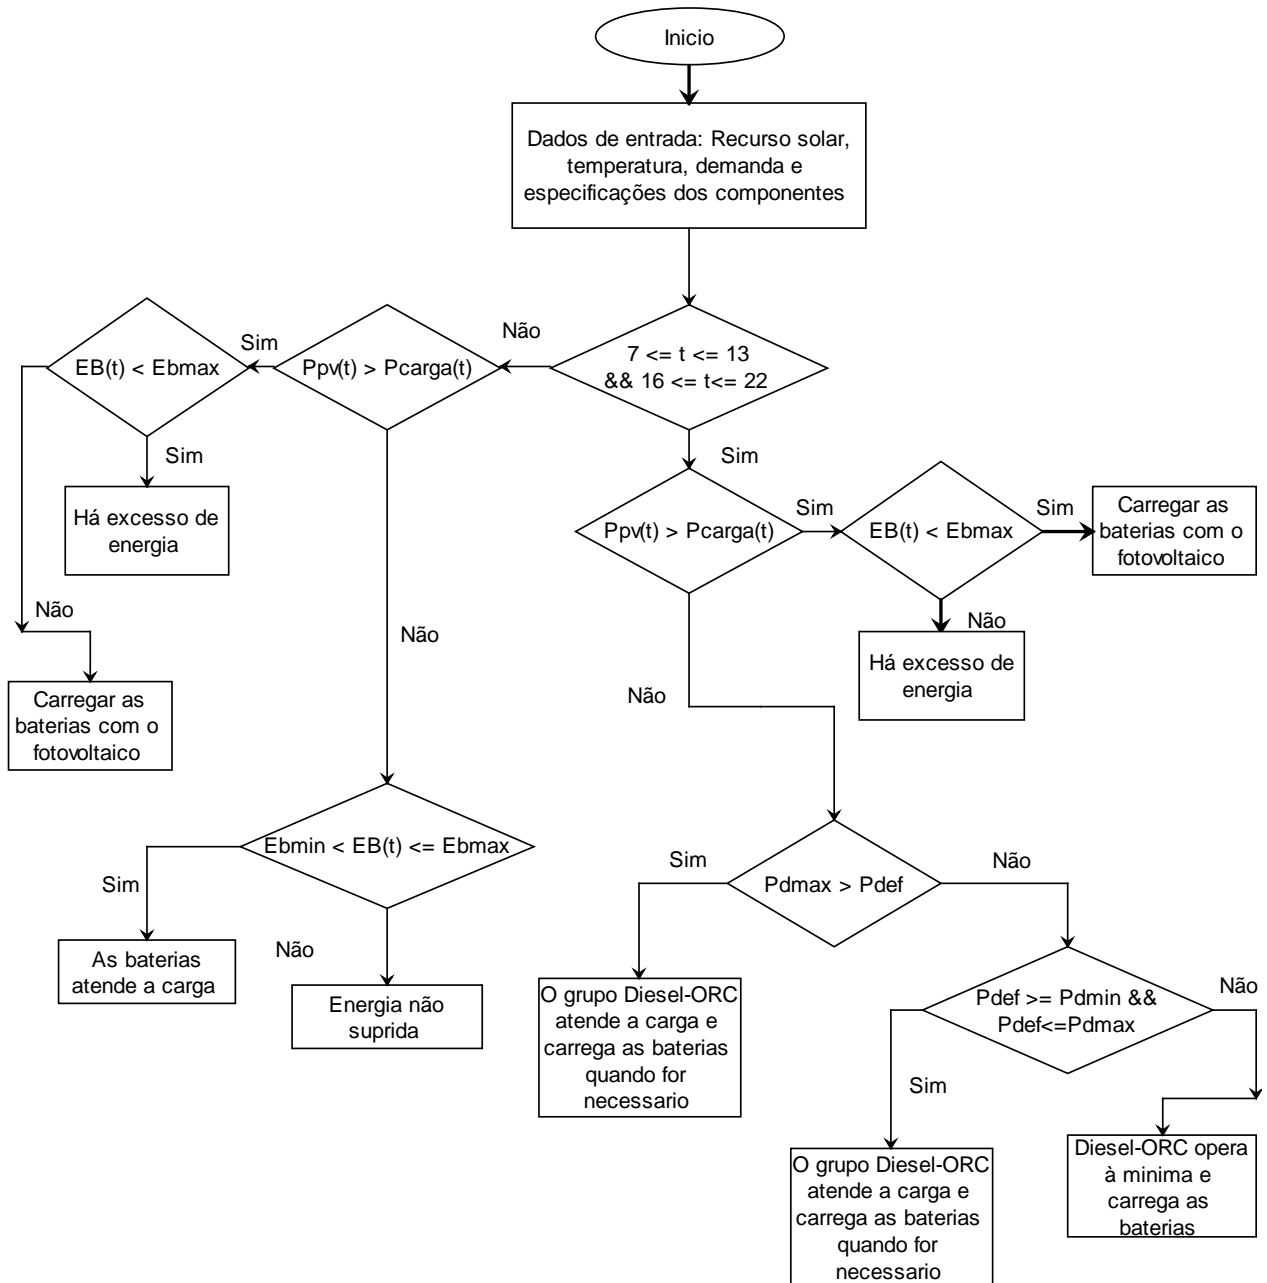 Inicio
Dados de entrada: Recurso solar,
temperatura, demanda e
especificações dos componentes
7 <= t <= 13
&& 16 <= t<= 22
Não
Ppv(t) > Pcarga(t)
Sim
EB(t) < Ebmax
Sim
Há excesso de
energia
Não
Carregar as
baterias com o
fotovoltaico
Não
Ebmin < EB(t) <= Ebmax
Sim
As baterias
atende a carga
Não
Energia não
suprida
Sim
Ppv(t) > Pcarga(t)
Sim
EB(t) < Ebmax
Sim
Carregar as
baterias com o
fotovoltaico
Não
Há excesso de
energia
Não
Pdmax > Pdef
Sim
O grupo Diesel-ORC
atende a carga e
carrega as baterias
quando for
necessario
Não
Pdef >= Pdmin &&
Pdef<=Pdmax
Sim
O grupo Diesel-ORC
atende a carga e
carrega as baterias
quando for
necessario
Não
Diesel-ORC opera
à minima e
carrega as
baterias